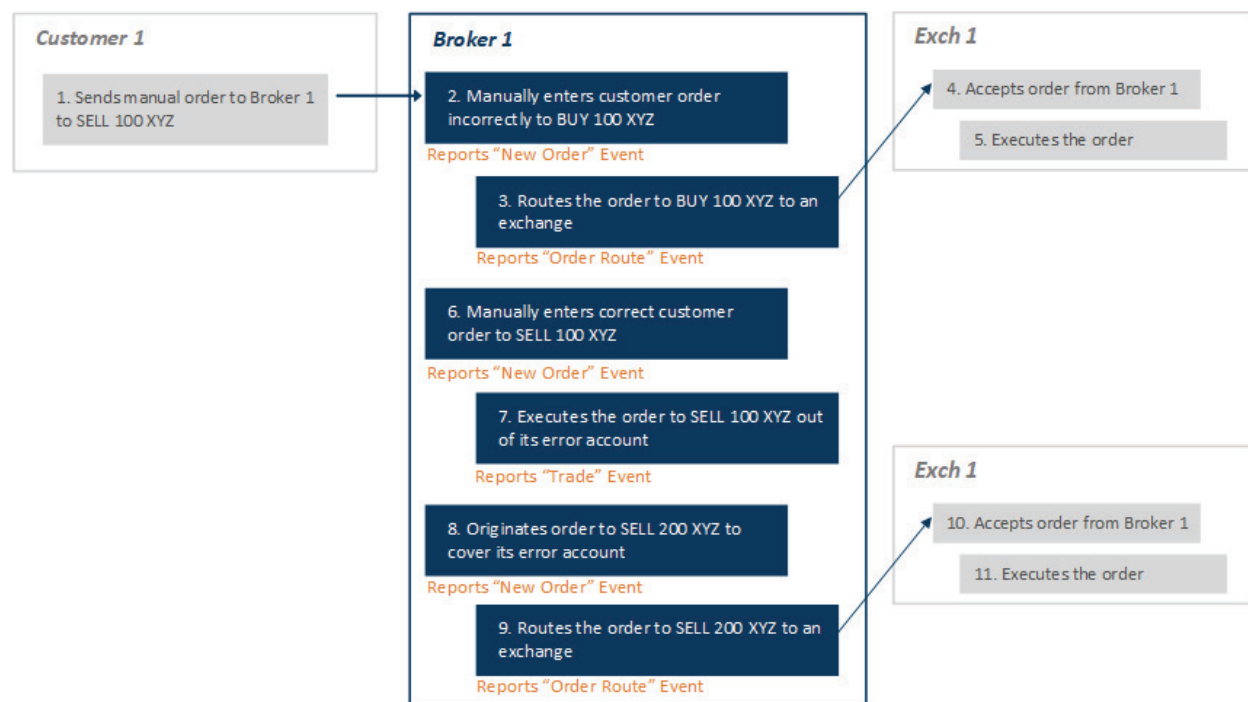 Customer 1
1. Sends manual order to Broker 1
to SELL 100 XYZ
Broker 1
2. Manually enters customer order
incorrectly to BUY 100 XYZ
Reports “New Order” Event
3. Routes the order to BUY 100 XYZ to an
exchange
Reports “Order Route” Event
Exch 1
4. Accepts order from Broker 1
5. Executes the order
6. Manually enters correct customer
order to SELL 100 XYZ
Reports “New Order” Event
7. Executes the order to SELL 100 XYZ out
of its error account
Reports “Trade” Event
8. Originates order to SELL 200 XYZ to
cover its error account
Reports “New Order” Event
9. Routes the order to SELL 200 XYZ to an
exchange
Reports “Order Route” Event
Exch 1
10. Accepts order from Broker 1
11. Executes the order